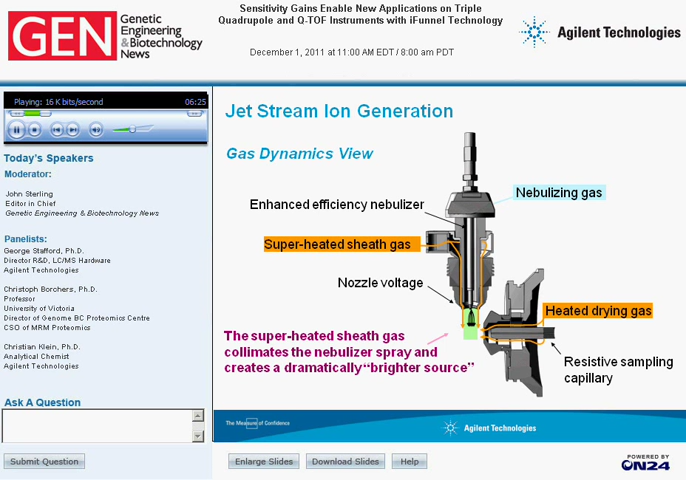 GEN
Genetic
Engineering
& Biotechnology
News
Sensitivity Gains Enable New Applications on Triple
Quadrupole and Q-TOF Instruments with iFunnel Technology
December 1, 2011 at 11:00 AM EDT / 8:00 am PDT
Agilent Technologies
Playing: 16 K bits/second
06:25
Today's Speakers
Moderator:
John Sterling
Editor in Chief
Genetic Engineering & Biotechnology News
Panelists:
George Stafford, Ph.D.
Director R&D, LC/MS Hardware
Agilent Technologies
Christoph Borchers, Ph.D.
Professor
University of Victoria
Director of Genome BC Proteomics Centre
CSO of MRM Proteomics
Christian Klein, Ph.D.
Analytical Chemist
Agilent Technologies
Ask A Question
Submit Question
Jet Stream Ion Generation
Gas Dynamics View
Nebulizing gas
Enhanced efficiency nebulizer
Super-heated sheath gas
Nozzle voltage
Heated drying gas
The super-heated sheath gas
collimates the nebulizer spray and
creates a dramatically “brighter source”
Resistive sampling
capillary
The Measure of Confidence
Agilent Technologies
Enlarge Slides
Download Slides
Help
POWERED BY
ON24